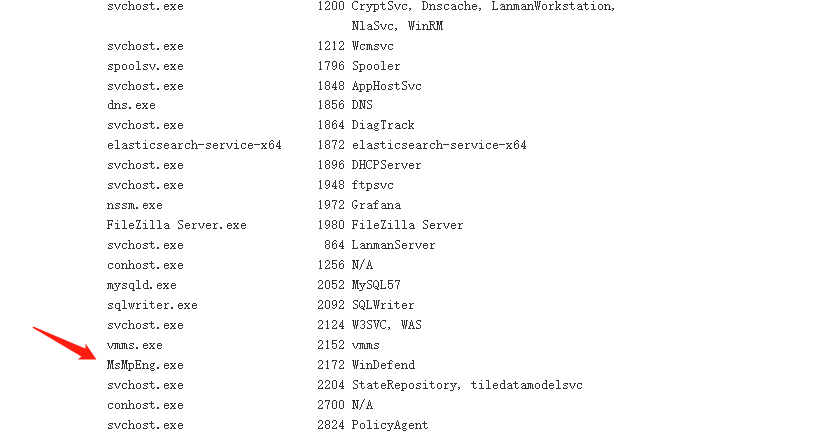 svchost.exe 1200 CryptSvc, Dnscache, LanmanWorkstation,
NlaSvc, WinRM
svchost.exe 1212 Wcmsvc
spoolsv.exe 1796 Spooler
svchost.exe 1848 AppHostSvc
dns.exe 1856 DNS
svchost.exe 1864 DiagTrack
elasticsearch-service-x64 1872 elasticsearch-service-x64
svchost.exe 1896 DHCPServer
svchost.exe 1948 ftpsvc
nssm.exe 1972 Grafana
FileZilla Server.exe 1980 FileZilla Server
svchost.exe 864 LanmanServer
conhost.exe 1256 N/A
mysqld.exe 2052 MySQL57
sqlwriter.exe 2092 SQLWriter
svchost.exe 2124 W3SVC, WAS
vmms.exe 2152 vmms
MsMpEng.exe 2172 WinDefend
svchost.exe 2204 StateRepository, tiledatamodelsvc
conhost.exe 2700 N/A
svchost.exe 2824 PolicyAgent